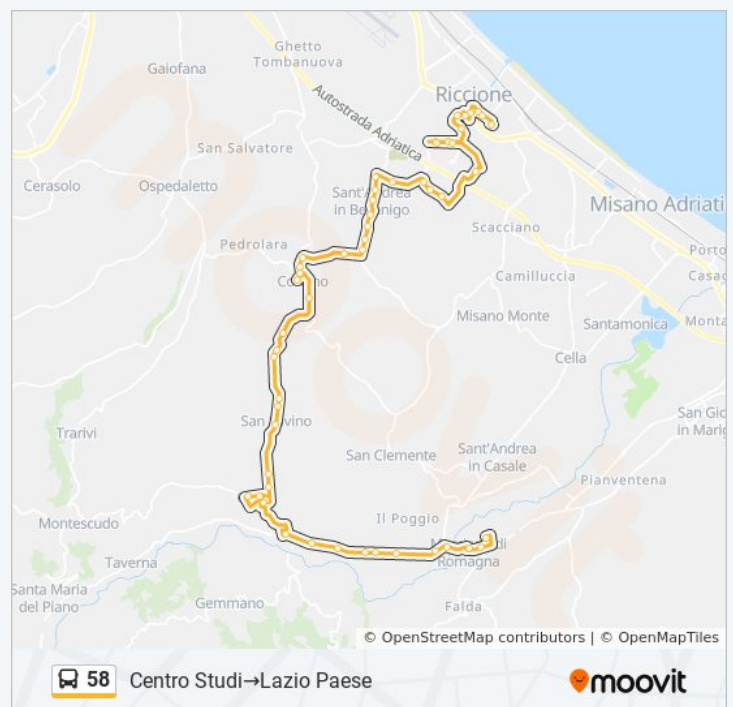 Ghetto
Tombanuova
Gaiofana
Riccione
Autostrada Adriatica
San Salvatore
Cerasolo
Ospedaletto
Sant'Andrea
in Besanigo
Misano Adriati
Scacciano
Pedrolara
Porto
Casag
Camilluccia
Misano Monte
Santamonica
Monta
Cella
San Gio
in Marig
Trarivi
San Clemente
Sant'Andrea
in Casale
Pianventena
Il Poggio
Montescudo
Taverna
Romagna
Santa Maria
del Piano
Gemmano
Falda
© OpenStreetMap contributors | © OpenMapTiles
58 Centro Studi→Lazio Paese
moovit